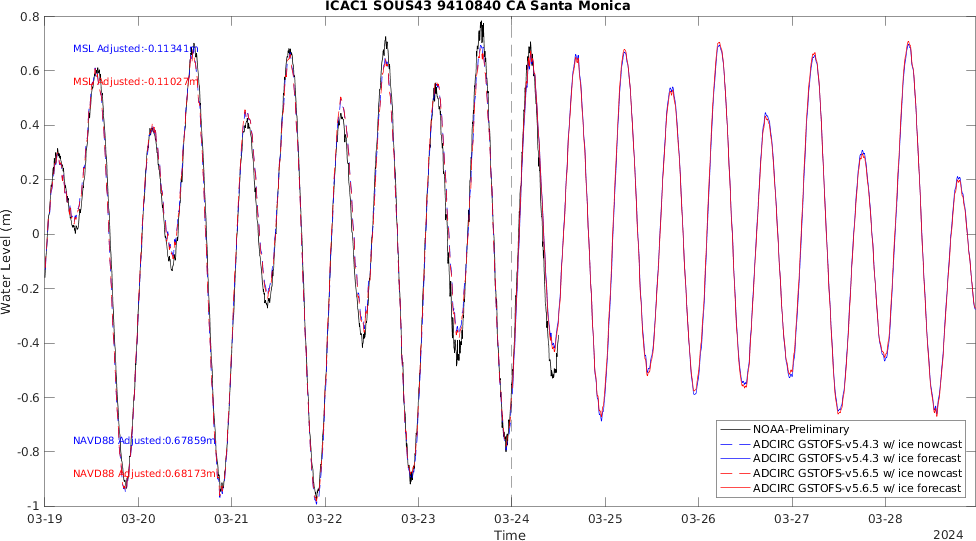 ICAC1 SOUS43 9410840 CA Santa Monica
0.8
0.6
0.4
0.2
0
-0.2
-0.4
-0.6
-0.8
-1
Water Level (m)
MSL Adjusted:-0.11341m
MSL Adjusted:-0.11027m
NAVD88 Adjusted:0.67859m
NAVD88 Adjusted:0.68173m
NOAA-Preliminary
ADCIRC GSTOFS-v5.4.3 w/ ice nowcast
ADCIRC GSTOFS-v5.4.3 w/ ice forecast
ADCIRC GSTOFS-v5.6.5 w/ ice nowcast
ADCIRC GSTOFS-v5.6.5 w/ ice forecast
03-19 03-20 03-21 03-22 03-23 03-24 03-25 03-26 03-27 03-28
Time
2024